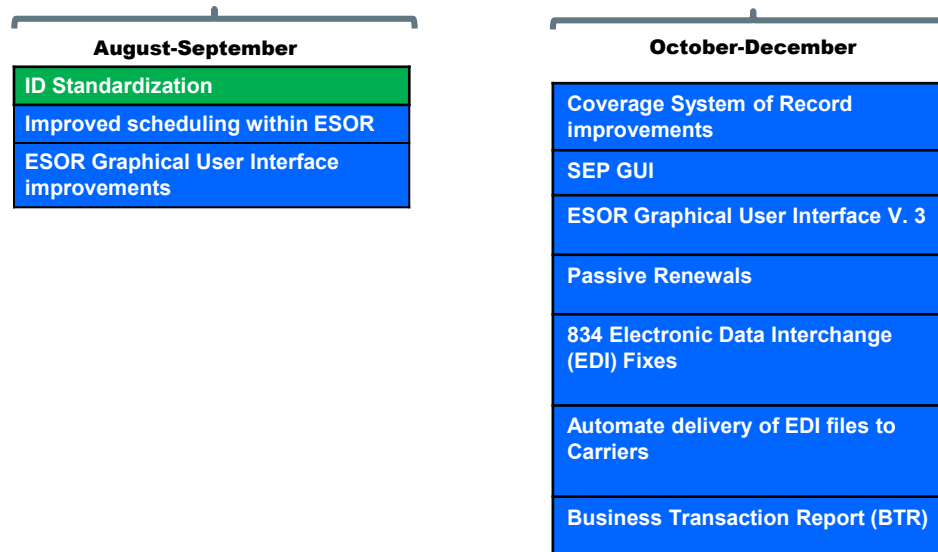 August-September
ID Standardization
Improved scheduling within ESOR
ESOR Graphical User Interface
improvements
October-December
Coverage System of Record
improvements
SEP GUI
ESOR Graphical User Interface V. 3
Passive Renewals
834 Electronic Data Interchange
(EDI) Fixes
Automate delivery of EDI files to
Carriers
Business Transaction Report (BTR)